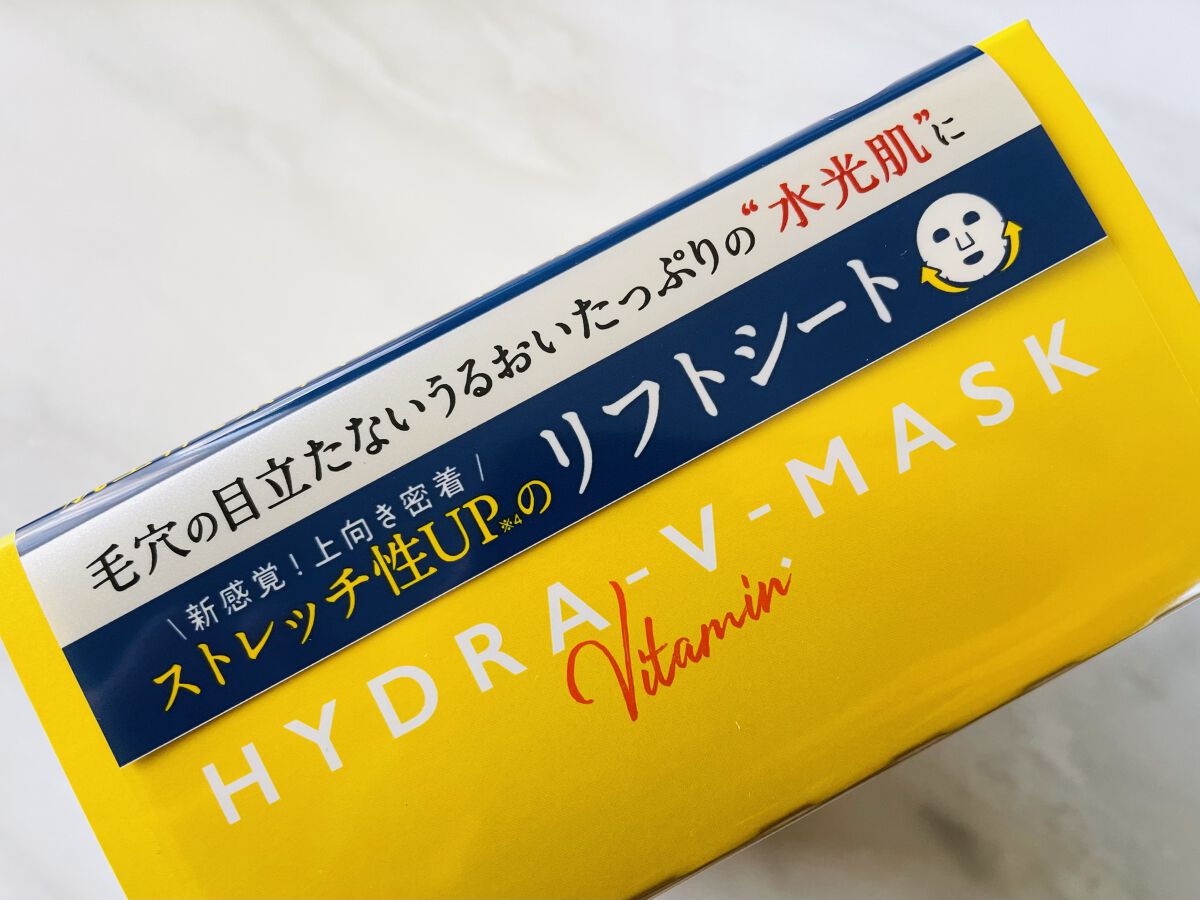 毛穴の目立たないうるおいたっぷりの“水光肌”に
\新感覚！上向き密着/
ストレッチ性UP※4のリフトシート
HYDRA-V-MASK
Vitamin